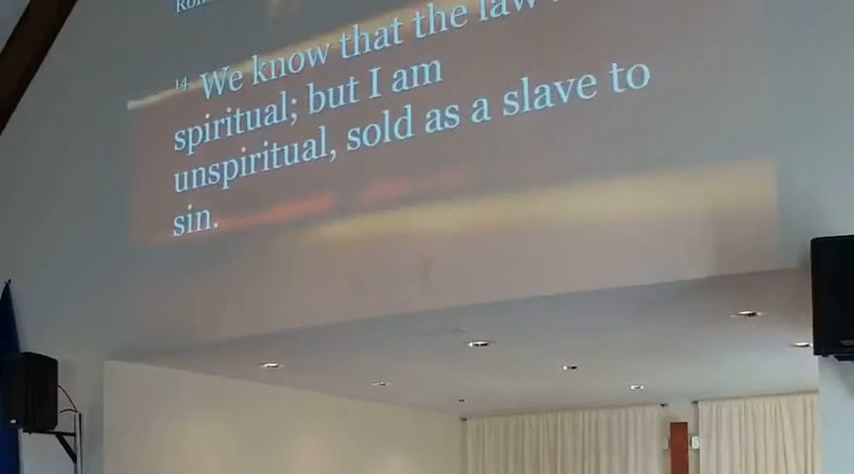 14 We know that the law
spiritual; but I am
unspiritual, sold as a slave to
sin.